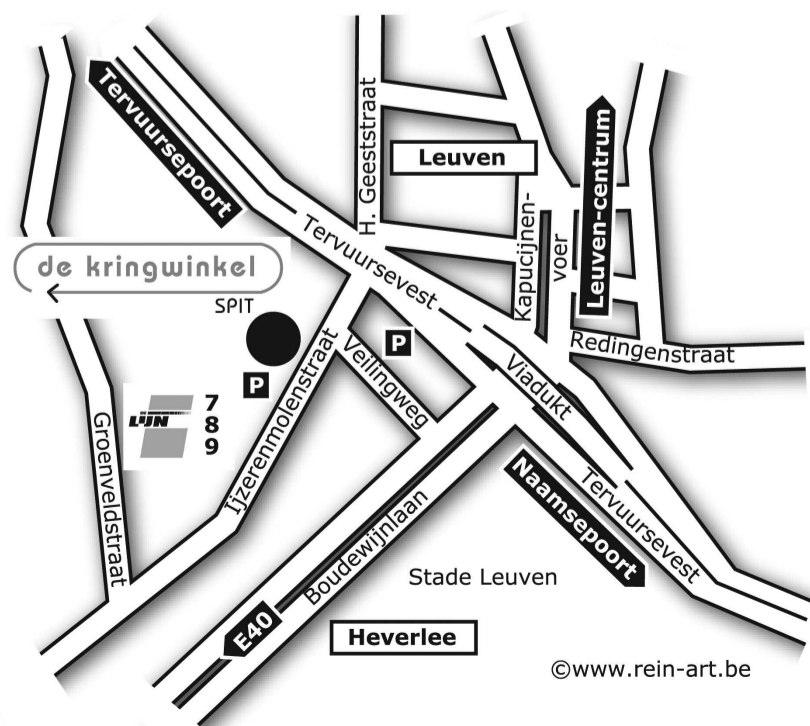 Tervuursepoort
H. Geeststraat
Leuven
Leuven-centrum
Kapucijnen-
voer
Tervuursevest
de kringwinkel
SPIT
P
P
Veilingweg
Redingenstraat
Viadukt
LIJN
7
8
9
Groenveldstraat
Ijzerenmolenstraat
Boudewijnlaan
Naamsepoort
Tervuursevest
Stade Leuven
E40
Heverlee
©www.rein-art.be